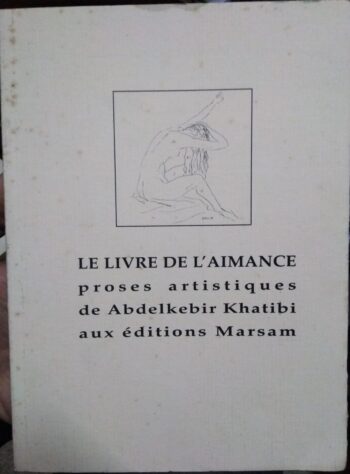 LE LIVRE DE L'AIMANCE
proses artistiques
de Abdelkebir Khatibi
aux éditions Marsam